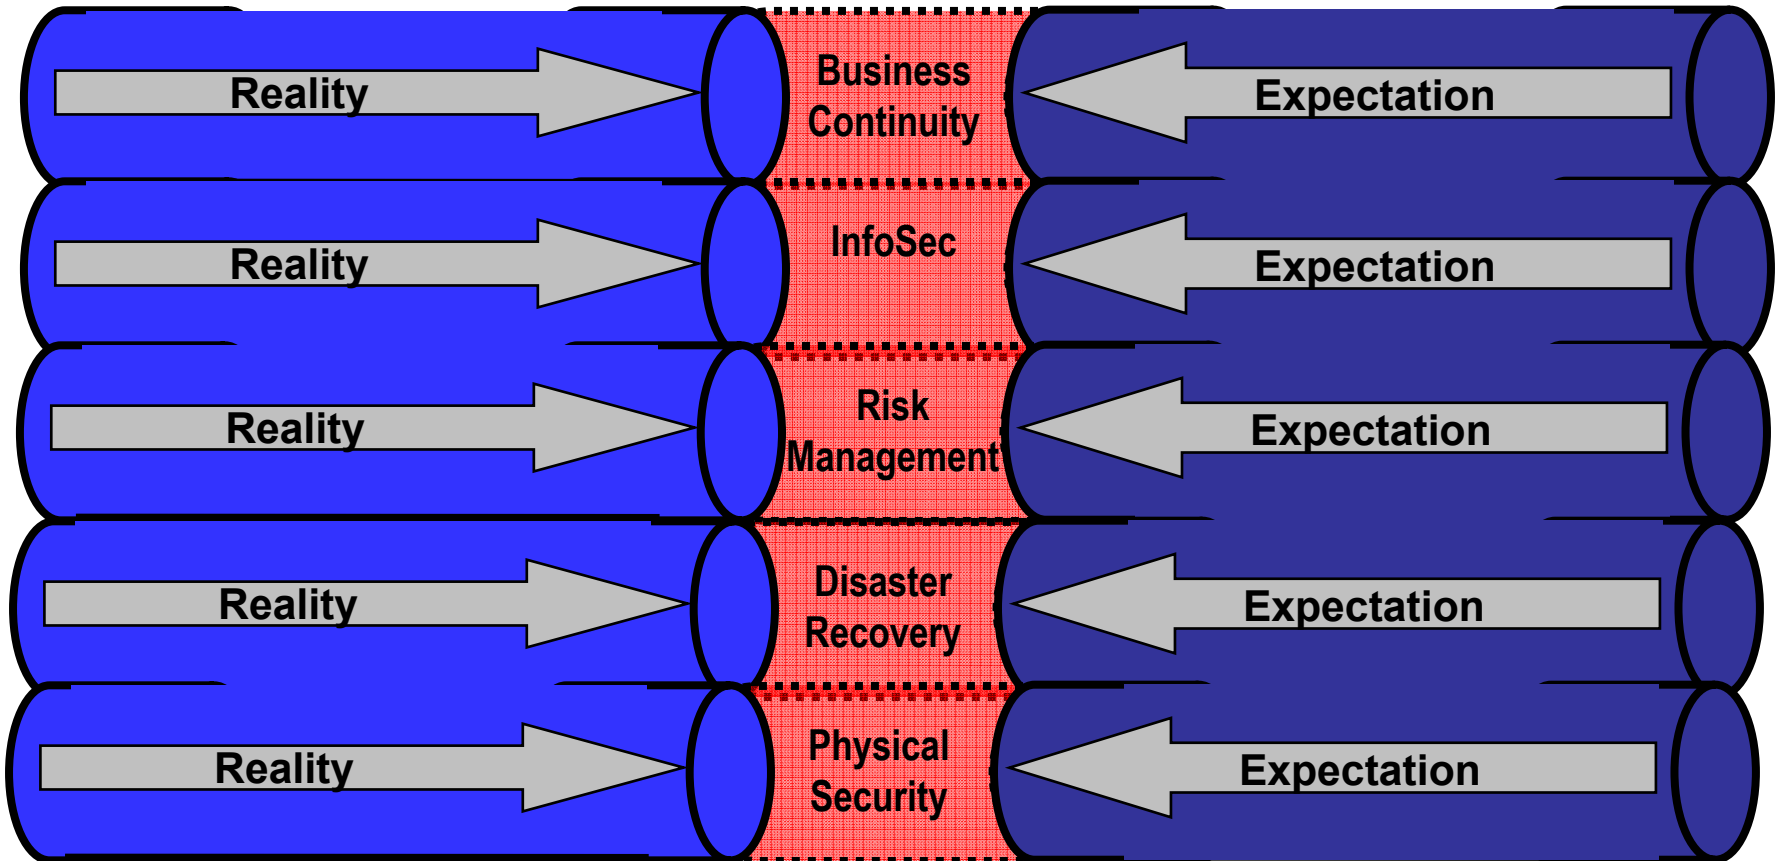 Reality
Business
Continuity
Expectation
Reality
InfoSec
Expectation
Reality
Risk
Management
Expectation
Reality
Disaster
Recovery
Expectation
Reality
Physical
Security
Expectation